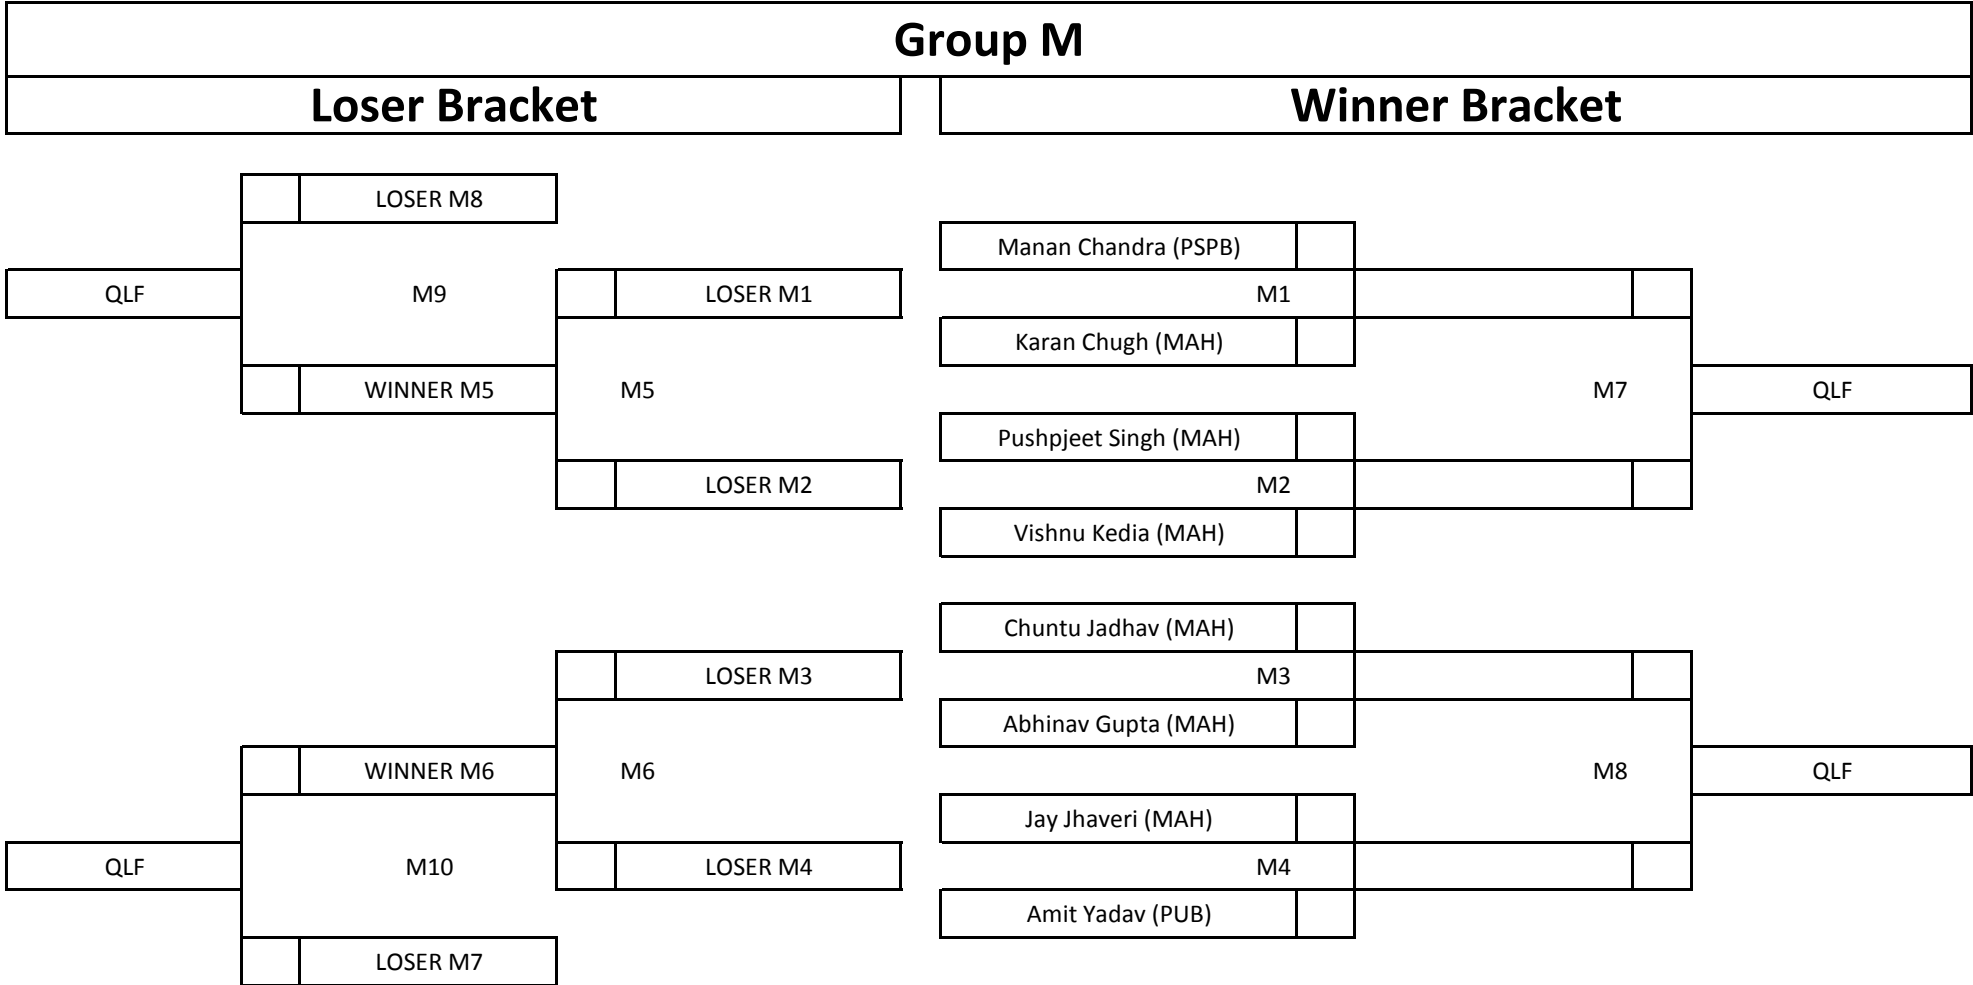 Group M
Loser Bracket
Winner Bracket
LOSER M8
QLF
M9
LOSER M1
WINNER M5
M5
LOSER M2
LOSER M3
WINNER M6
M6
QLF
M10
LOSER M4
LOSER M7
Manan Chandra (PSPB)
M1
Karan Chugh (MAH)
M7
QLF
Pushpjeet Singh (MAH)
M2
Vishnu Kedia (MAH)
Chuntu Jadhav (MAH)
M3
Abhinav Gupta (MAH)
M8
QLF
Jay Jhaveri (MAH)
M4
Amit Yadav (PUB)